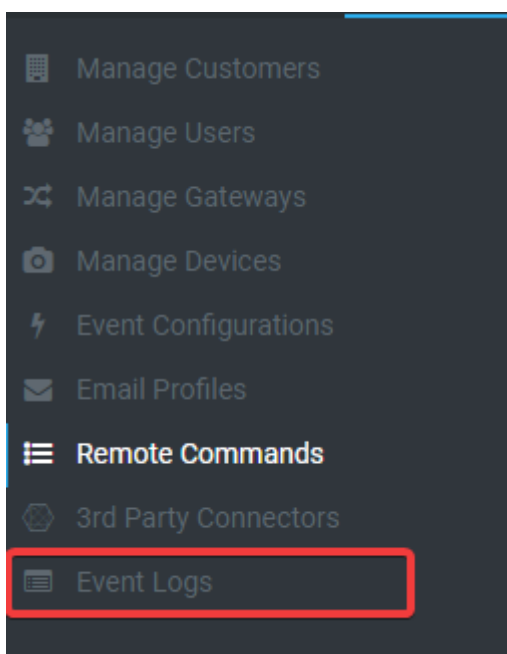 Manage Customers
Manage Users
Manage Gateways
Manage Devices
Event Configurations
Email Profiles
Remote Commands
3rd Party Connectors
Event Logs